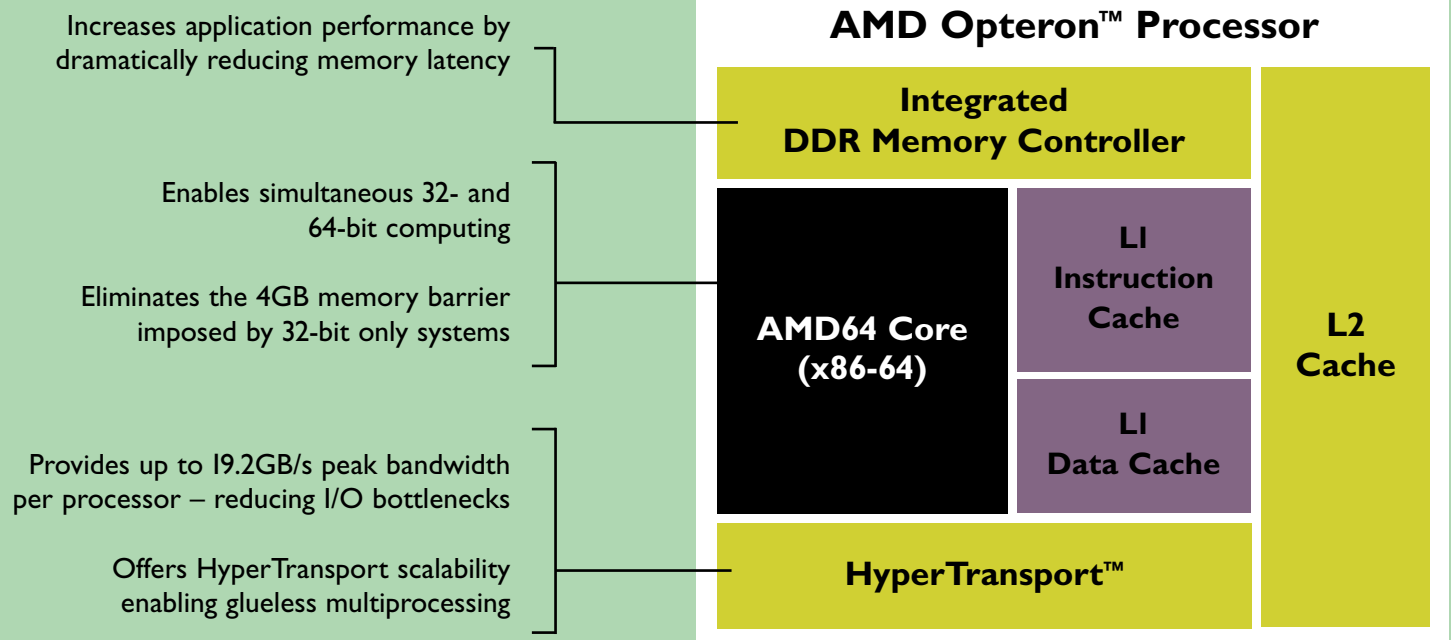 Increases application performance by
dramatically reducing memory latency
Enables simultaneous 32- and
64-bit computing
Eliminates the 4GB memory barrier
imposed by 32-bit only systems
Provides up to 19.2GB/s peak bandwidth
per processor – reducing I/O bottlenecks
Offers HyperTransport scalability
enabling glueless multiprocessing
AMD Opteron™ Processor
Integrated
DDR Memory Controller
AMD64 Core
(x86-64)
L1
Instruction
Cache
L1
Data Cache
L2
Cache
HyperTransport™